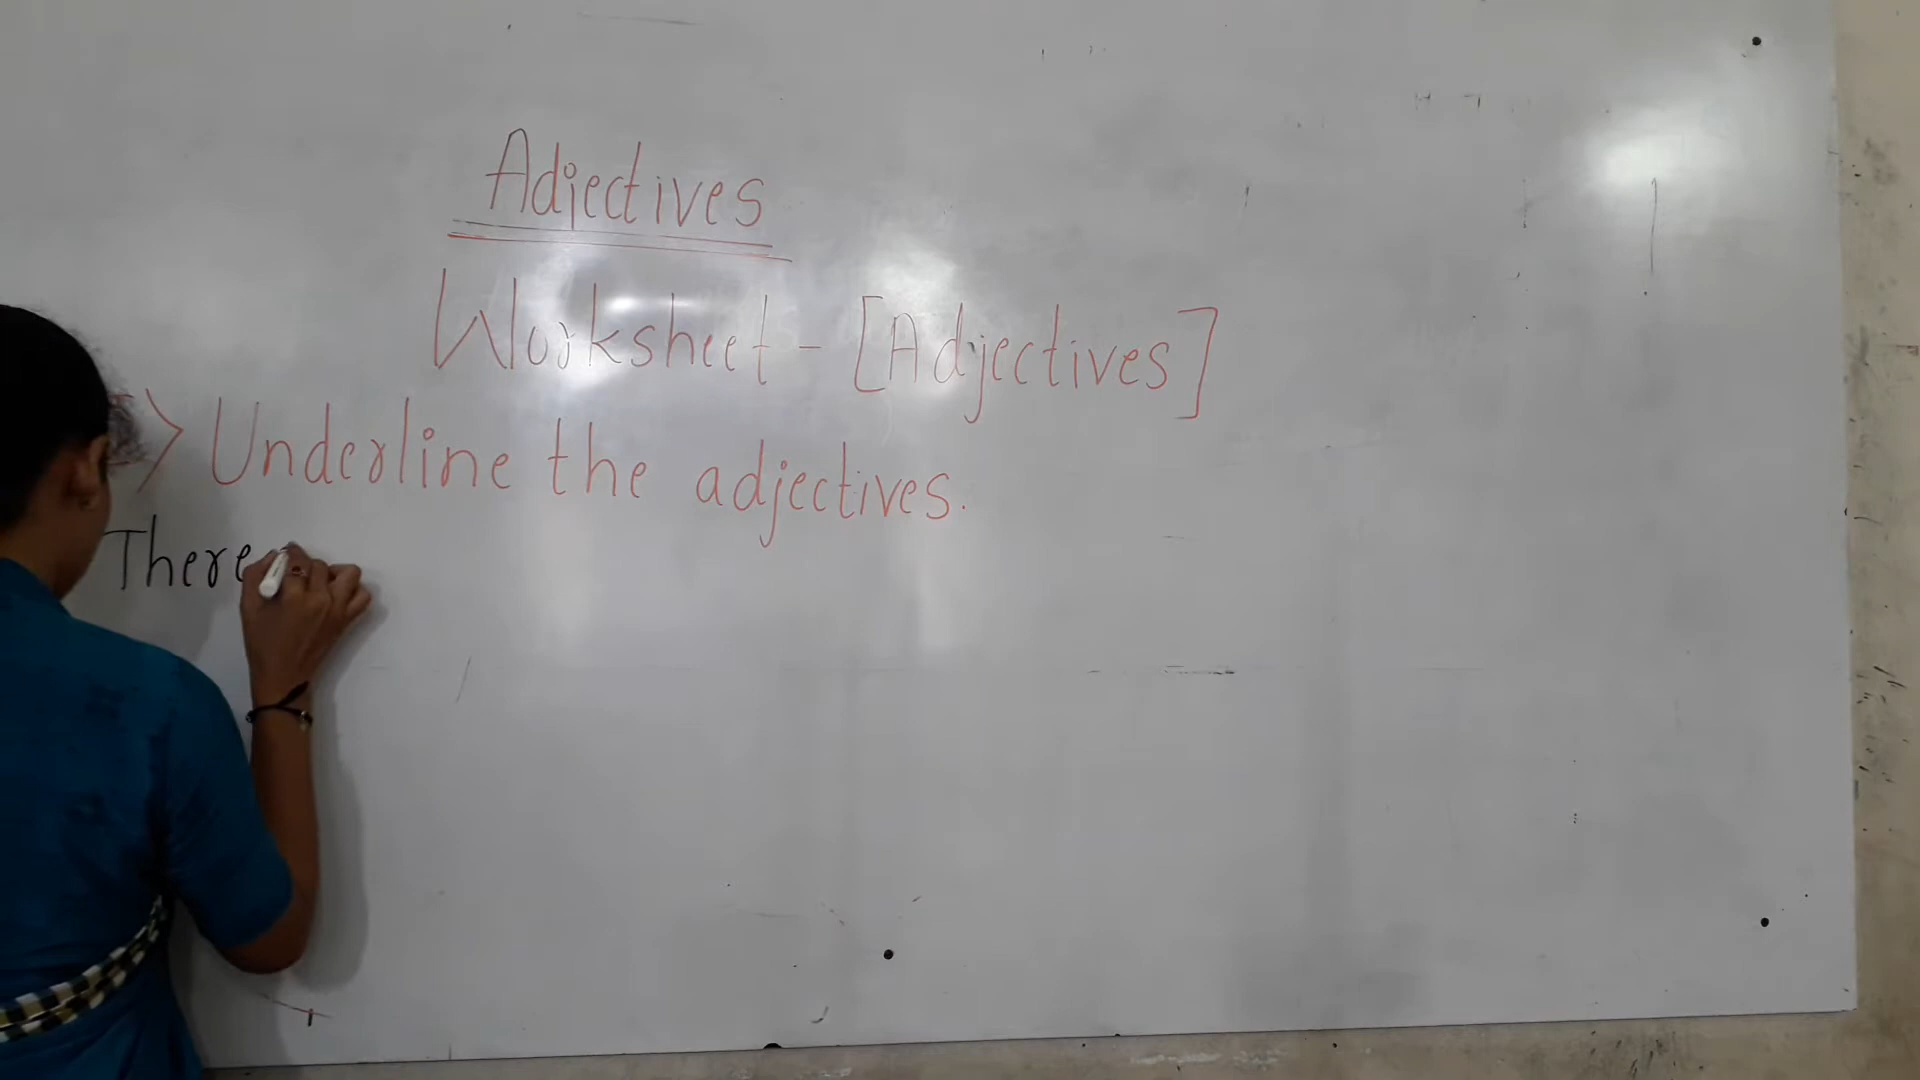 Adjectives
Worksheet - [Adjectives]
> Underline the adjectives.
There